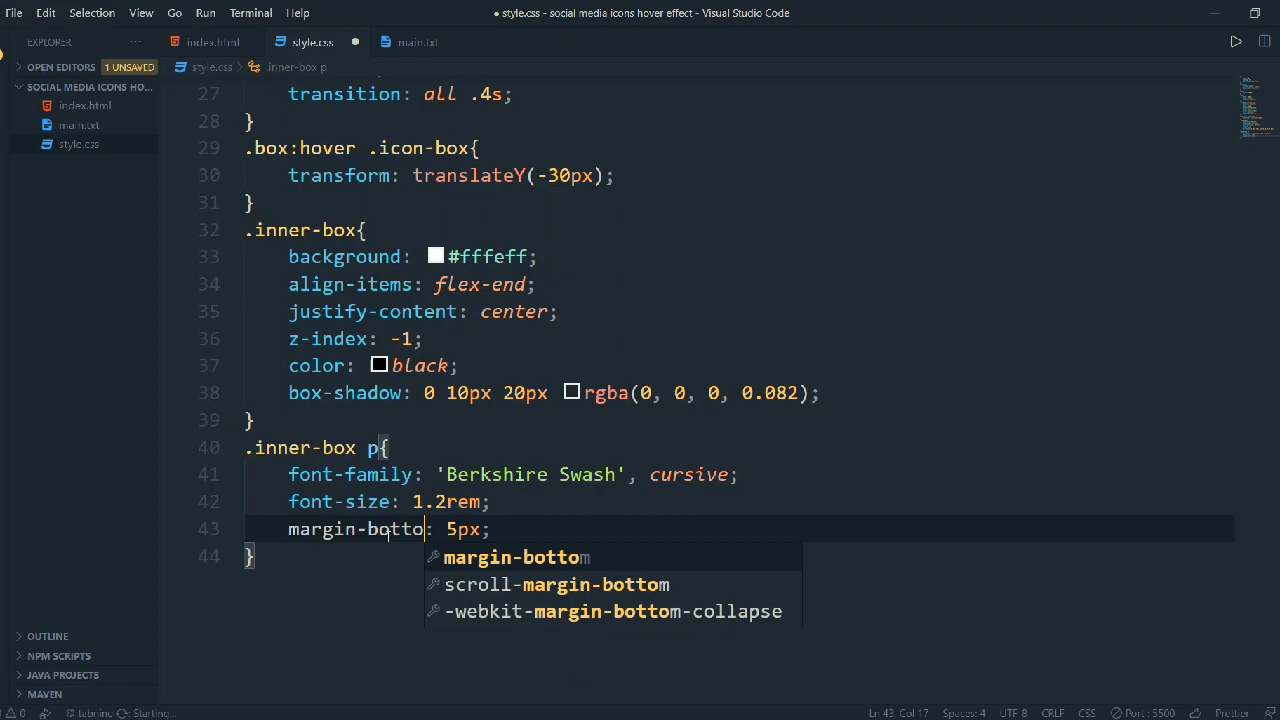 File Edit Selection View Go Run Terminal Help
● style.css - social media icons hover effect - Visual Studio Code
EXPLORER ···
index.html style.css ● main.txt
OPEN EDITORS 1 UNSAVED
style.css .inner-box p
SOCIAL MEDIA ICONS HO...
index.html
main.txt
style.css
27 transition: all .4s;
28 }
29 .box:hover .icon-box{
30 transform: translateY(-30px);
31 }
32 .inner-box{
33 background: #fffeff;
34 align-items: flex-end;
35 justify-content: center;
36 z-index: -1;
37 color: black;
38 box-shadow: 0 10px 20px rgba(0, 0, 0, 0.082);
39 }
40 .inner-box p{
41 font-family: 'Berkshire Swash', cursive;
42 font-size: 1.2rem;
43 margin-botto: 5px;
44 }
margin-bottom
scroll-margin-bottom
-webkit-margin-bottom-collapse
OUTLINE
NPM SCRIPTS
JAVA PROJECTS
MAVEN
0 0 tabnine Starting... Ln 43, Col 17 Spaces: 4 UTF-8 CRLF CSS Port : 5500 Prettier